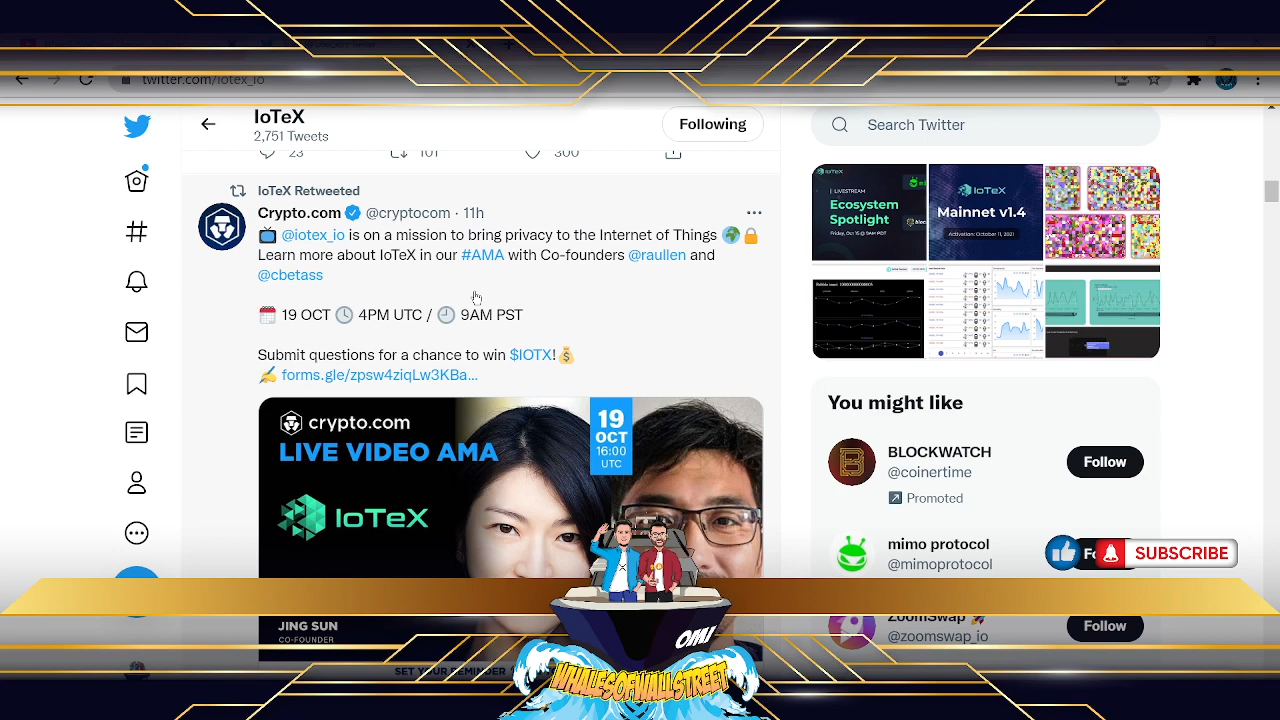 twitter.com/iotex_io
IoTeX
2,751 Tweets
Following
Search Twitter
23 101 300
IoTeX Retweeted
Crypto.com @cryptocom · 11h
@iotex_io is on a mission to bring privacy to the Internet of Things
Learn more about IoTeX in our #AMA with Co-founders @raullen and
@cbetass
19 OCT 4PM UTC / 9AM PST
Submit questions for a chance to win $IOTX!
forms.gle/zpsw4ziqLw3KBa...
crypto.com
LIVE VIDEO AMA
IoTeX
19
OCT
16:00
UTC
JING SUN
CO-FOUNDER
SET YOUR REMINDER
IoTeX
LIVESTREAM
Ecosystem
Spotlight
Friday, Oct 15 @ 9AM PDT
IoTeX
Mainnet v1.4
Activation: October 11, 2021
You might like
BLOCKWATCH
@coinertime
Promoted
Follow
mimo protocol
@mimoprotocol
SUBSCRIBE
ZoomSwap
@zoomswap_io
Follow
OMI
WHALESOFWALLSTREET